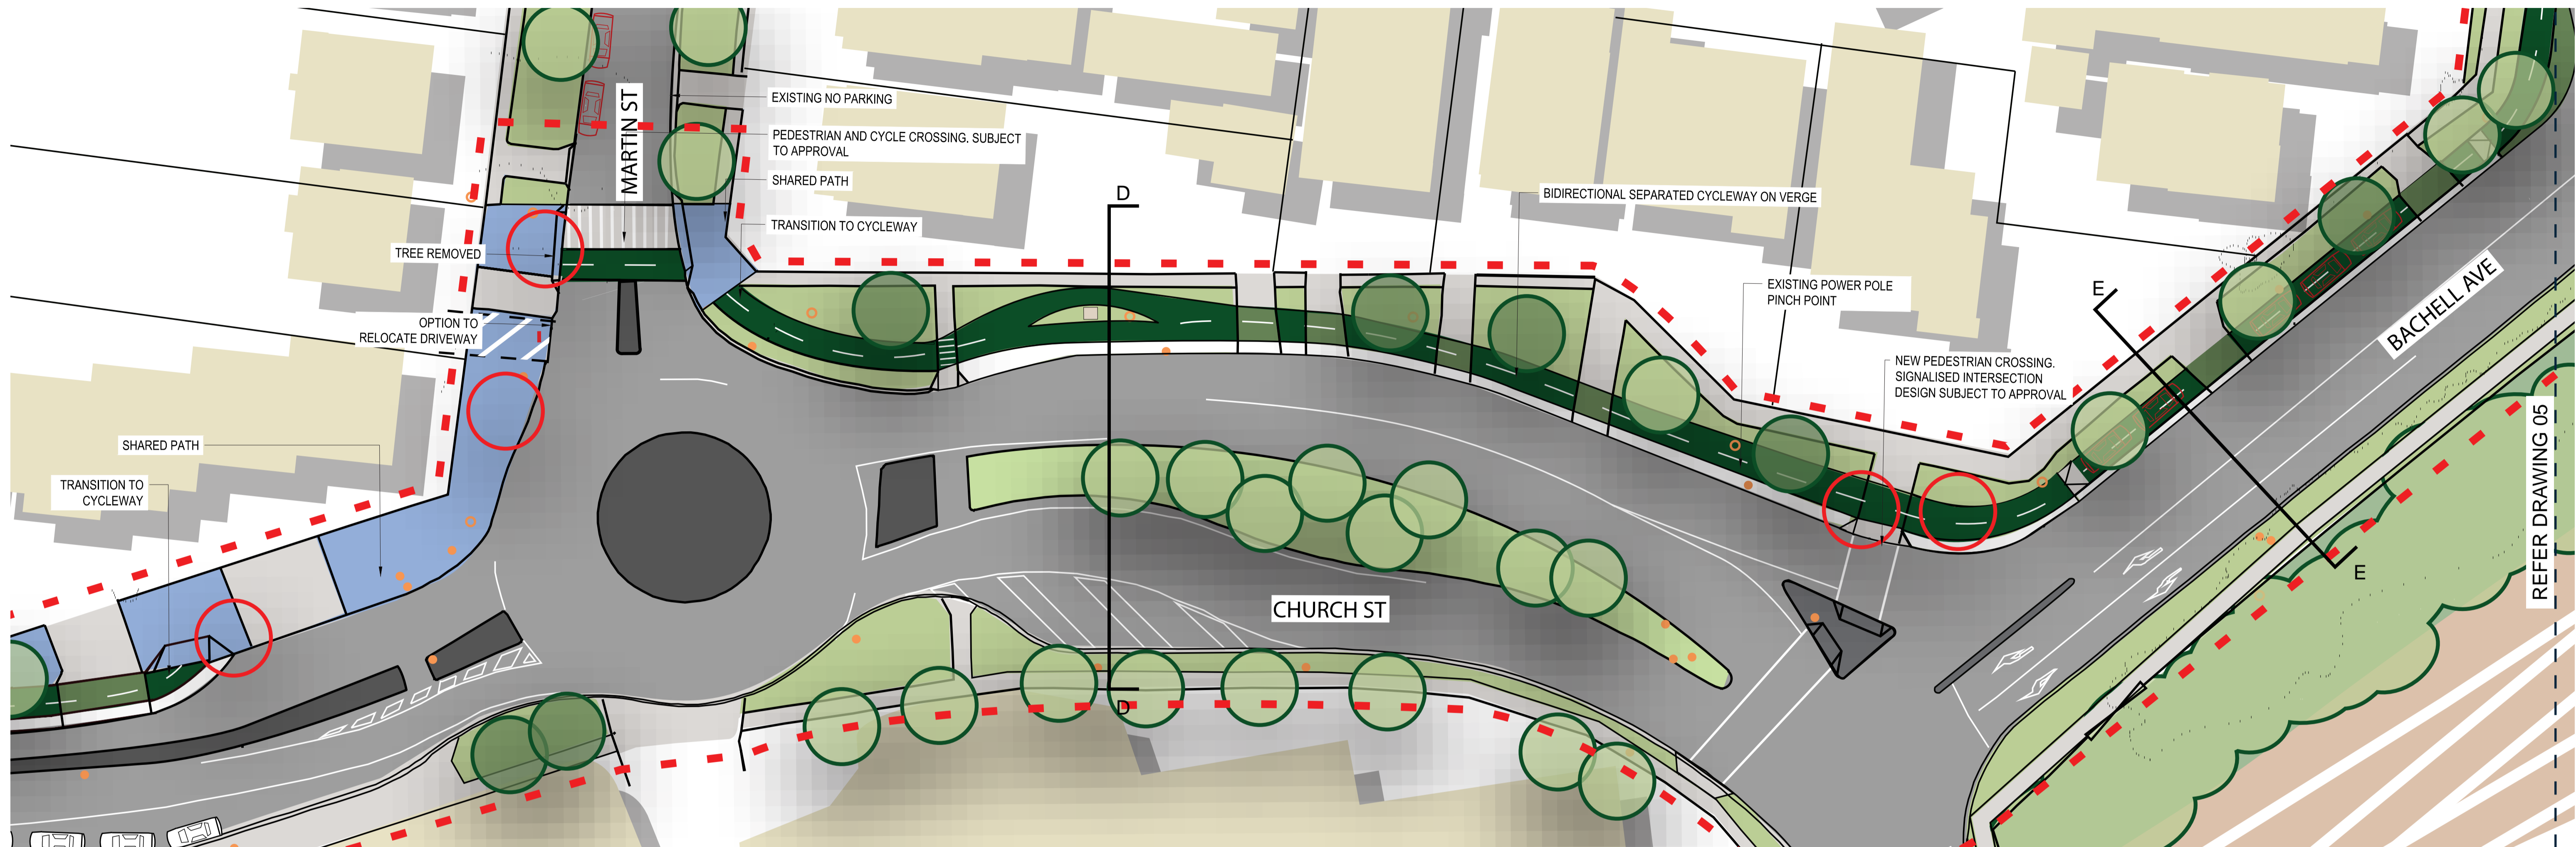 MARTIN ST
EXISTING NO PARKING
PEDESTRIAN AND CYCLE CROSSING. SUBJECT
TO APPROVAL
SHARED PATH
TRANSITION TO CYCLEWAY
TREE REMOVED
OPTION TO
RELOCATE DRIVEWAY
SHARED PATH
TRANSITION TO
CYCLEWAY
D
D
BIDIRECTIONAL SEPARATED CYCLEWAY ON VERGE
EXISTING POWER POLE
PINCH POINT
NEW PEDESTRIAN CROSSING.
SIGNALISED INTERSECTION
DESIGN SUBJECT TO APPROVAL
CHURCH ST
E
E
BACHELL AVE
REFER DRAWING 05